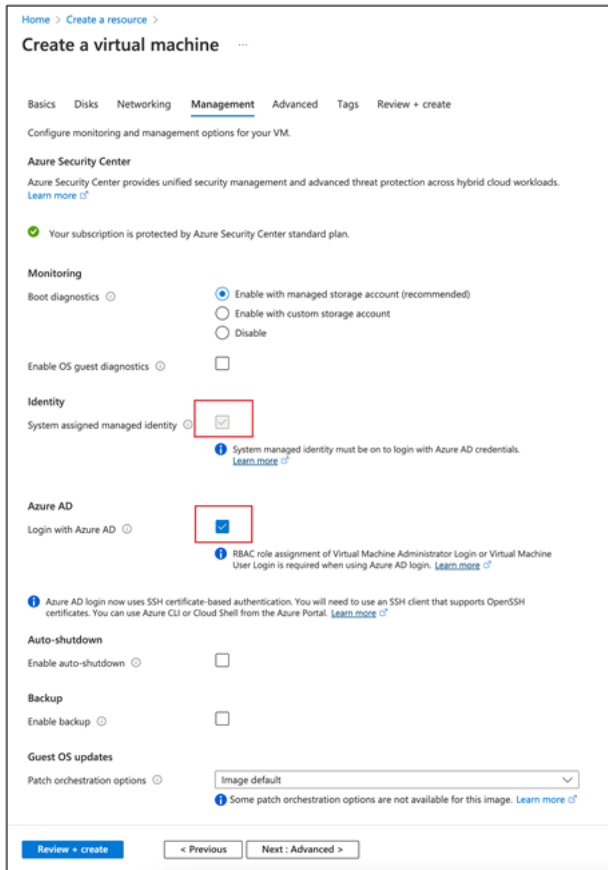 Home > Create a resource >
Create a virtual machine ...
Basics Disks Networking Management Advanced Tags Review + create
Configure monitoring and management options for your VM.
Azure Security Center
Azure Security Center provides unified security management and advanced threat protection across hybrid cloud workloads.
Learn more
Your subscription is protected by Azure Security Center standard plan.
Monitoring
Boot diagnostics
Enable with managed storage account (recommended)
Enable with custom storage account
Disable
Enable OS guest diagnostics
Identity
System assigned managed identity
System managed identity must be on to login with Azure AD credentials.
Learn more
Azure AD
Login with Azure AD
RBAC role assignment of Virtual Machine Administrator Login or Virtual Machine
User Login is required when using Azure AD login. Learn more
Azure AD login now uses SSH certificate-based authentication. You will need to use an SSH client that supports OpenSSH
certificates. You can use Azure CLI or Cloud Shell from the Azure Portal. Learn more
Auto-shutdown
Enable auto-shutdown
Backup
Enable backup
Guest OS updates
Patch orchestration options
Image default
Some patch orchestration options are not available for this image. Learn more
Review + create
< Previous
Next : Advanced >